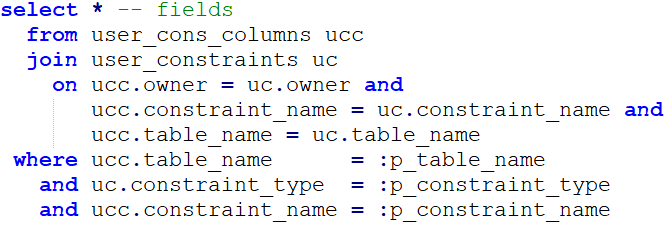 select * -- fields
  from user_cons_columns ucc
  join user_constraints uc
    on ucc.owner = uc.owner and
       ucc.constraint_name = uc.constraint_name and
       ucc.table_name = uc.table_name
 where ucc.table_name      = :p_table_name
   and uc.constraint_type  = :p_constraint_type
   and ucc.constraint_name = :p_constraint_name